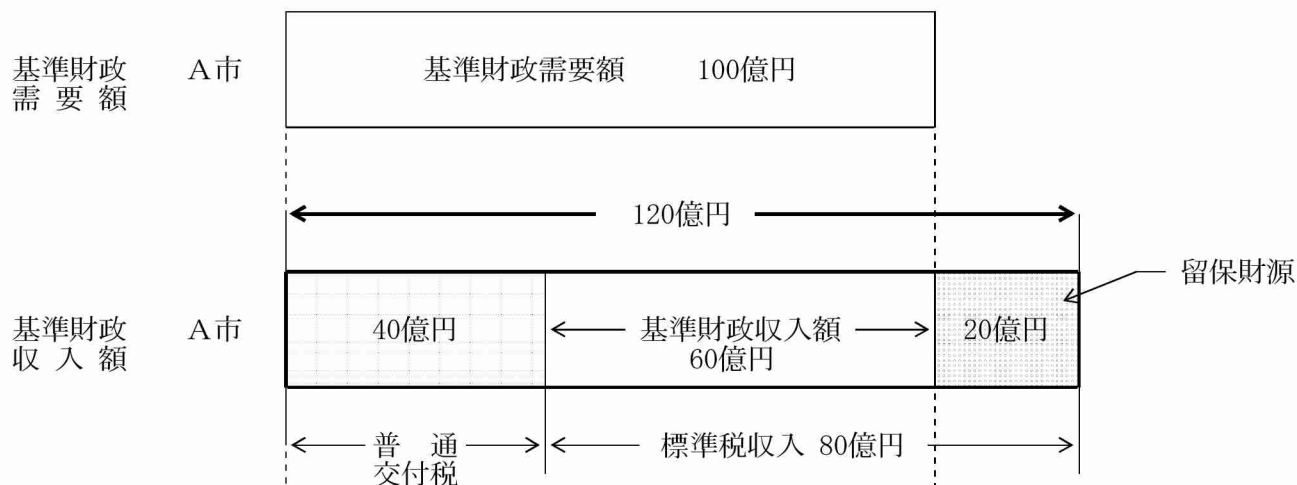 基準財政
需要額
A市
基準財政需要額 100億円
120億円
留保財源
基準財政
収入額
A市
40億円
基準財政収入額
60億円
20億円
普通
交付税
標準税収入 80億円